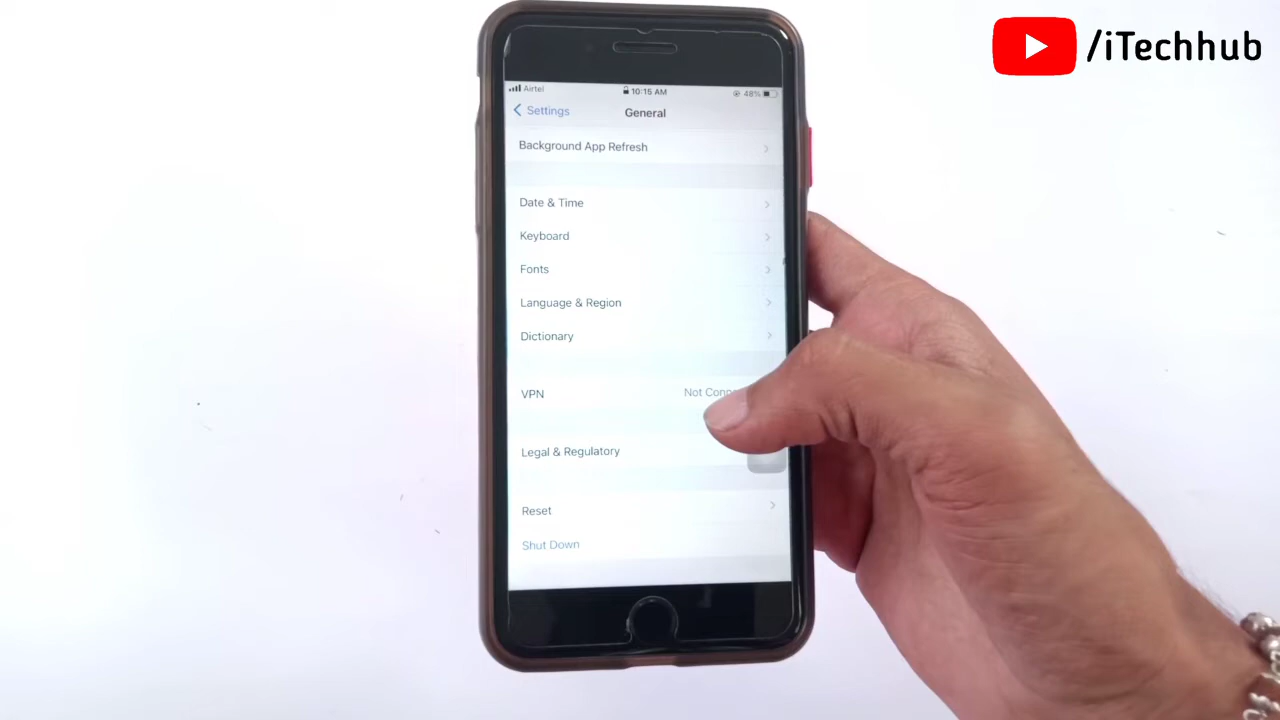 /iTechhub
Airtel 10:15 AM 48%
Settings General
Background App Refresh
Date & Time
Keyboard
Fonts
Language & Region
Dictionary
VPN Not
Legal & Regulatory
Reset
Shut Down